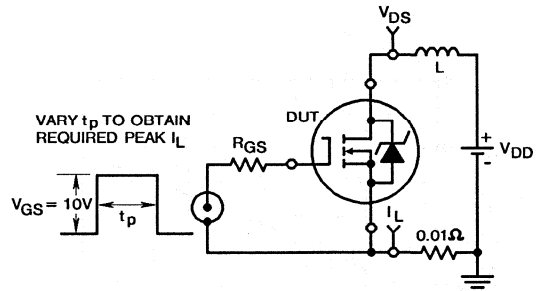 VDS
L
VARY tp TO OBTAIN
REQUIRED PEAK IL
DUT
RGS
+
VDD
-
VGS = 10V
tp
IL
0.01Ω